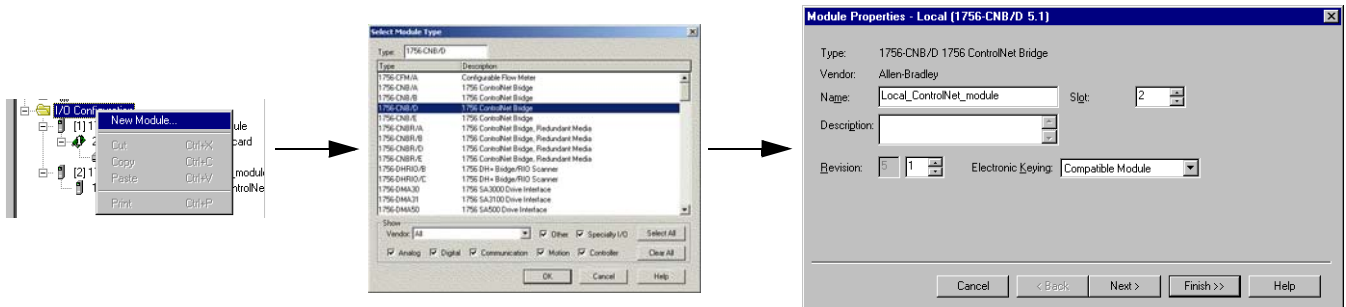 I/O Configuration
New Module...
Cut Ctrl+X
Copy Ctrl+C
Paste Ctrl+V
Print Ctrl+P
[1] 1 ule
2 card
[2] 1 _module
1 ntrolNe
Select Module Type
Type: 1756-CNB/D
Type Description
1756-CFM/A Configurable Flow Meter
1756-CNB/A 1756 ControlNet Bridge
1756-CNB/B 1756 ControlNet Bridge
1756-CNB/D 1756 ControlNet Bridge
1756-CNB/E 1756 ControlNet Bridge
1756-CNBR/A 1756 ControlNet Bridge, Redundant Media
1756-CNBR/B 1756 ControlNet Bridge, Redundant Media
1756-CNBR/D 1756 ControlNet Bridge, Redundant Media
1756-CNBR/E 1756 ControlNet Bridge, Redundant Media
1756-DHRIO/B 1756 DH+ Bridge/RIO Scanner
1756-DHRIO/C 1756 DH+ Bridge/RIO Scanner
1756-DMA30 1756 SA3000 Drive Interface
1756-DMA31 1756 SA3100 Drive Interface
1756-DMA50 1756 SA500 Drive Interface
Show
Vendor: All Other Specialty I/O Select All
Analog Digital Communication Motion Controller Clear All
OK Cancel Help
Module Properties - Local (1756-CNB/D 5.1)
Type: 1756-CNB/D 1756 ControlNet Bridge
Vendor: Allen-Bradley
Name: Local_ControlNet_module Slot: 2
Description:
Revision: 5 1 Electronic Keying: Compatible Module
Cancel < Back Next > Finish >> Help